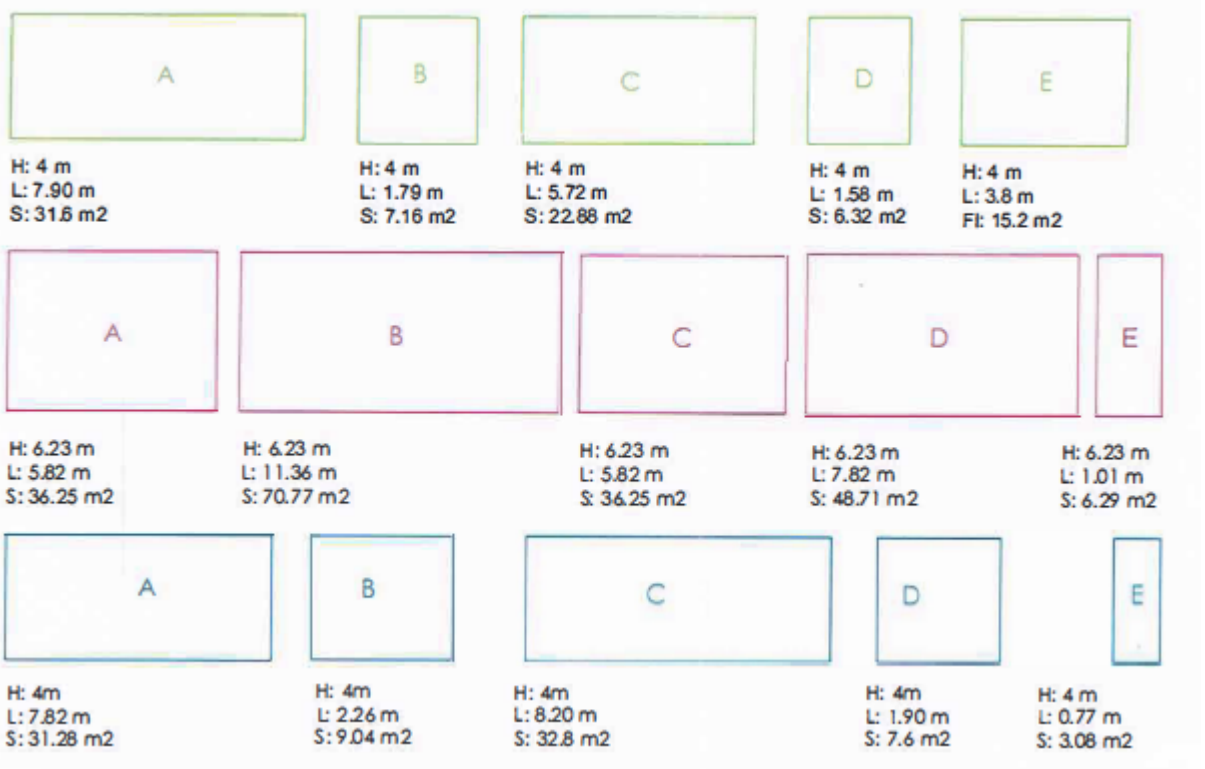 A
B
C
D
E
H: 4 m
L: 7.90 m
S: 31.6 m2
H: 4 m
L: 1.79 m
S: 7.16 m2
H: 4 m
L: 5.72 m
S: 22.88 m2
H: 4 m
L: 1.58 m
S: 6.32 m2
H: 4 m
L: 3.8 m
FI: 15.2 m2
A
B
C
D
E
H: 6.23 m
L: 5.82 m
S: 36.25 m2
H: 6.23 m
L: 11.36 m
S: 70.77 m2
H: 6.23 m
L: 5.82 m
S: 36.25 m2
H: 6.23 m
L: 7.82 m
S: 48.71 m2
H: 6.23 m
L: 1.01 m
S: 6.29 m2
A
B
C
D
E
H: 4m
L: 7.82 m
S: 31.28 m2
H: 4m
L: 2.26 m
S: 9.04 m2
H: 4m
L: 8.20 m
S: 32.8 m2
H: 4m
L: 1.90 m
S: 7.6 m2
H: 4 m
L: 0.77 m
S: 3.08 m2